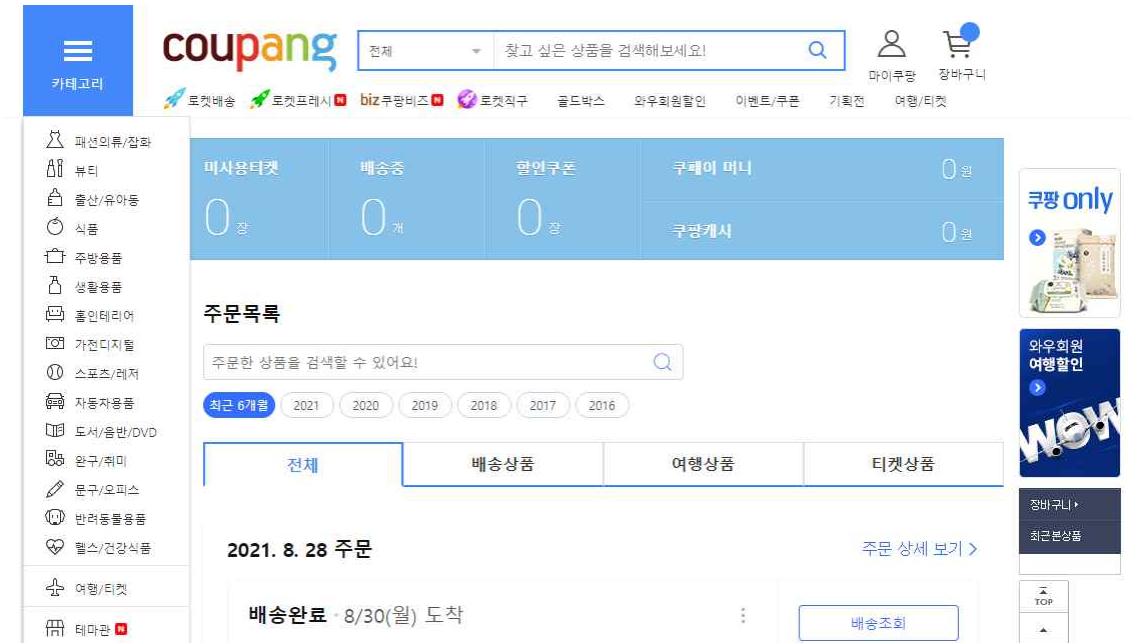 카테고리
coupang
전체
찾고 싶은 상품을 검색해보세요!
마이쿠팡
장바구니
로켓배송
로켓프레시 N
biz 쿠팡비즈 N
로켓직구
골드박스
와우회원할인
이벤트/쿠폰
기획전
여행/티켓
패션의류/잡화
뷰티
출산/유아동
식품
주방용품
생활용품
홈인테리어
가전디지털
스포츠/레저
자동차용품
도서/음반/DVD
완구/취미
문구/오피스
반려동물용품
헬스/건강식품
여행/티켓
테마관 N
미사용티켓
0 장
배송중
0 개
할인쿠폰
0 장
쿠페이 머니
0 원
쿠팡캐시
0 원
주문목록
주문한 상품을 검색할 수 있어요!
최근 6개월
2021
2020
2019
2018
2017
2016
전체
배송상품
여행상품
티켓상품
2021. 8. 28 주문
주문 상세 보기 >
배송완료 · 8/30(월) 도착
배송조회
쿠팡 only
와우회원
여행할인
WOW
장바구니
최근본상품
TOP